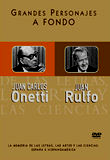 GRANDES PERSONAJES
A FONDO
JUAN CARLOS
Onetti
JUAN
Rulfo
LA MEMORIA DE LAS LETRAS, LAS ARTES Y LAS CIENCIAS.
ESPAÑA E HISPANOAMÉRICA
DVD